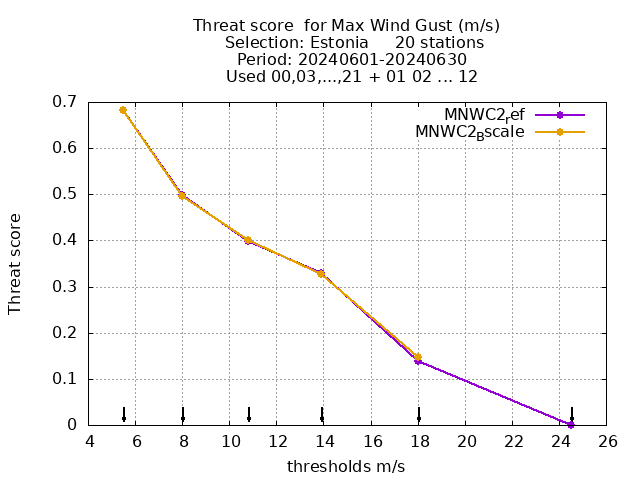 Threat score  for Max Wind Gust (m/s)
Selection: Estonia     20 stations
Period: 20240601-20240630
Used 00,03,...,21 + 01 02 ... 12
MNWC2ref
MNWC2Bscale
0.7
0.6
0.5
0.4
0.3
0.2
0.1
0
Threat score
4 6 8 10 12 14 16 18 20 22 24 26
thresholds m/s